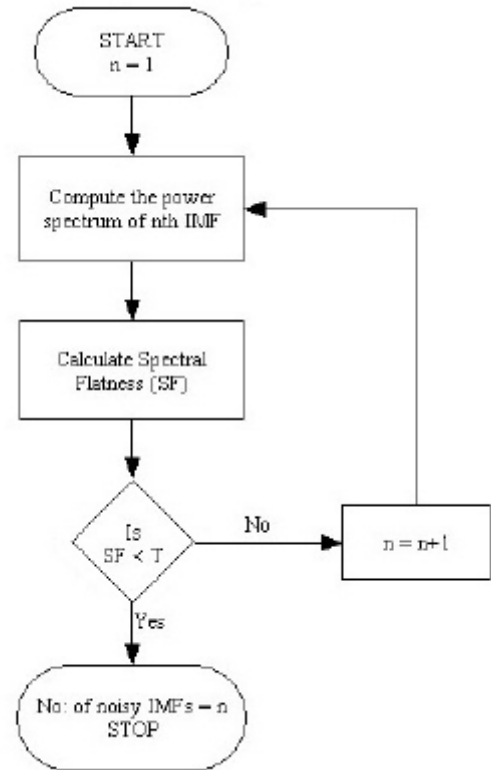 START
n = 1
Compute the power
spectrum of nth IMF
Calculate Spectral
Flatness (SF)
Is
SF < T
No
n = n+1
Yes
No: of noisy IMFs = n
STOP